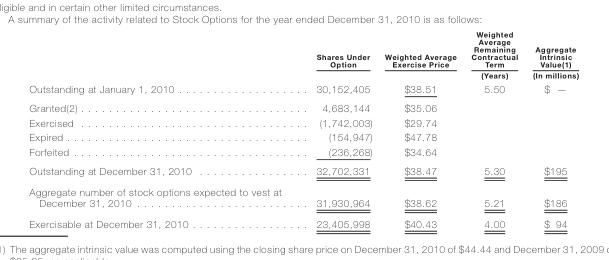 ligible and in certain other limited circumstances.
A summary of the activity related to Stock Options for the year ended December 31, 2010 is as follows:
Shares Under Option Weighted Average Exercise Price Weighted Average Remaining Contractual Term Aggregate Intrinsic Value(1)
(Years) (In millions)
Outstanding at January 1, 2010 30,152,405 $38.51 5.50 $ —
Granted(2) 4,683,144 $35.06
Exercised (1,742,003) $29.74
Expired (154,947) $47.78
Forfeited (236,268) $34.64
Outstanding at December 31, 2010 32,702,331 $38.47 5.30 $195
Aggregate number of stock options expected to vest at
December 31, 2010 31,930,964 $38.62 5.21 $186
Exercisable at December 31, 2010 23,405,998 $40.43 4.00 $ 94
) The aggregate intrinsic value was computed using the closing share price on December 31, 2010 of $44.44 and December 31, 2009 o